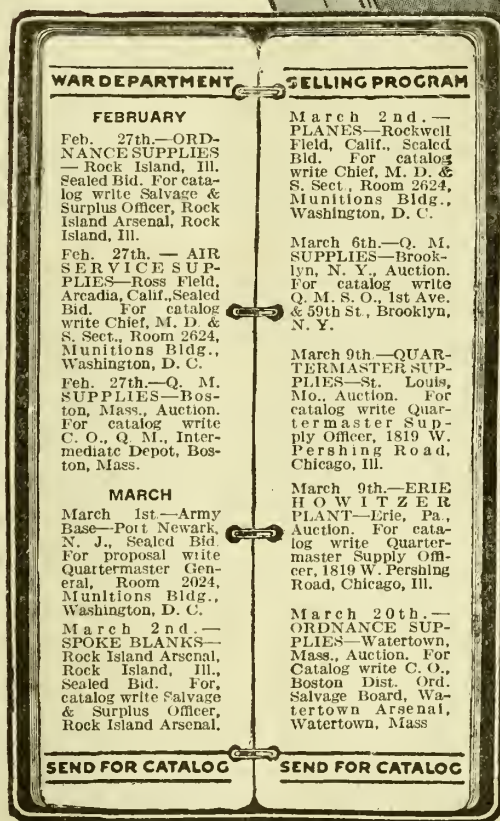 WAR DEPARTMENT
FEBRUARY
Feb. 27th.—ORD-
NANCE SUPPLIES
— Rock Island, Ill.
Sealed Bid. For cata-
log write Salvage &
Surplus Officer, Rock
Island Arsenal, Rock
Island, Ill.
Feb. 27th. — AIR
SERVICE SUP-
PLIES—Ross Field,
Arcadia, Calif., Sealed
Bid. For catalog
write Chief, M. D. &
S. Sect., Room 2624,
Munitions Bldg.,
Washington, D. C.
Feb. 27th.—Q. M.
SUPPLIES—Bos-
ton, Mass., Auction.
For catalog write
C. O., Q. M., Inter-
mediate Depot, Bos-
ton, Mass.
MARCH
March 1st.—Army
Base—Port Newark,
N. J., Sealed Bid.
For proposal write
Quartermaster Gen-
eral, Room 2024,
Munitions Bldg.,
Washington, D. C.
March 2nd.—
SPOKE BLANKS—
Rock Island Arsenal,
Rock Island, Ill.,
Sealed Bid. For,
catalog write Salvage
& Surplus Officer,
Rock Island Arsenal.
SEND FOR CATALOG
SELLING PROGRAM
March 2nd.—
PLANES—Rockwell
Field, Calif., Sealed
Bid. For catalog
write Chief, M. D. &
S. Sect., Room 2624,
Munitions Bldg.,
Washington, D. C.
March 6th.—Q. M.
SUPPLIES—Brook-
lyn, N. Y., Auction.
For catalog write
Q. M. S. O., 1st Ave.
& 59th St., Brooklyn,
N. Y.
March 9th.—QUAR-
TERMASTER SUP-
PLIES—St. Louis,
Mo., Auction. For
catalog write Quar-
termaster Sup-
ply Officer, 1819 W.
Pershing Road,
Chicago, Ill.
March 9th.—ERIE
HOWITZER
PLANT—Erie, Pa.,
Auction. For cata-
log write Quarter-
master Supply Offi-
cer, 1819 W. Pershing
Road, Chicago, Ill.
March 20th.—
ORDNANCE SUP-
PLIES—Watertown,
Mass., Auction. For
Catalog write C. O.,
Boston Dist. Ord.
Salvage Board, Wa-
tertown Arsenal,
Watertown, Mass
SEND FOR CATALOG